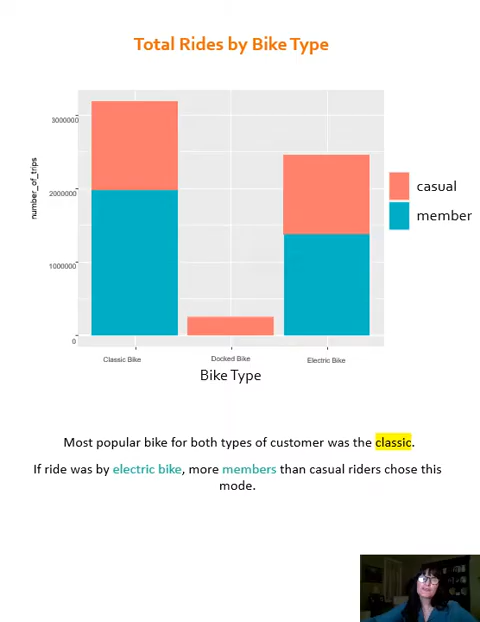 Total Rides by Bike Type
number_of_trips
3000000
2000000
1000000
0
Classic Bike
Docked Bike
Electric Bike
Bike Type
casual
member
Most popular bike for both types of customer was the classic.
If ride was by electric bike, more members than casual riders chose this
mode.